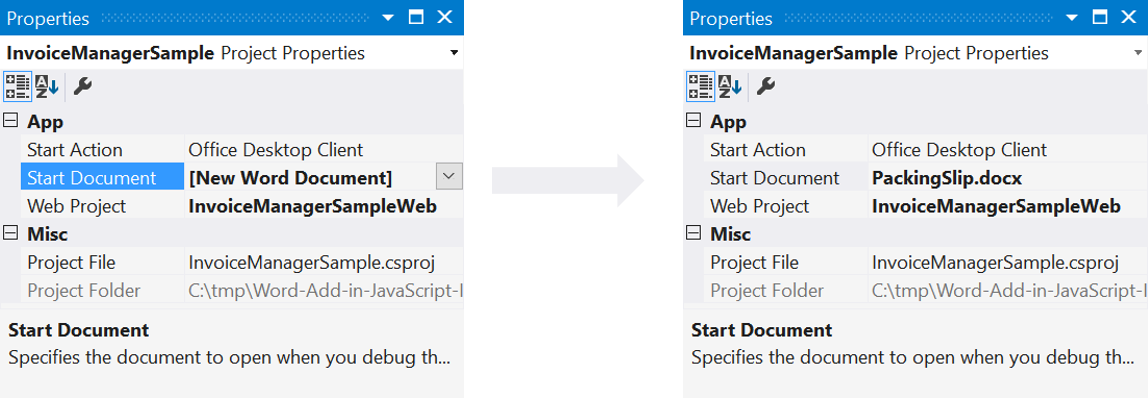 Properties
InvoiceManagerSample Project Properties
App
Start Action Office Desktop Client
Start Document [New Word Document]
Web Project InvoiceManagerSampleWeb
Misc
Project File InvoiceManagerSample.csproj
Project Folder C:\tmp\Word-Add-in-JavaScript-I
Start Document
Specifies the document to open when you debug th...
Properties
InvoiceManagerSample Project Properties
App
Start Action Office Desktop Client
Start Document PackingSlip.docx
Web Project InvoiceManagerSampleWeb
Misc
Project File InvoiceManagerSample.csproj
Project Folder C:\tmp\Word-Add-in-JavaScript-I
Start Document
Specifies the document to open when you debug th...